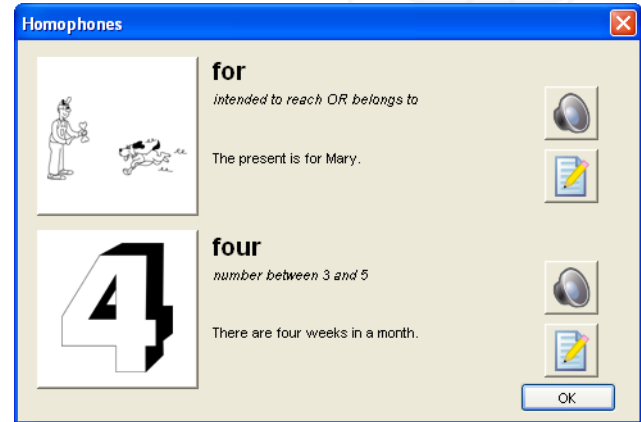 Homophones
for
intended to reach OR belongs to
The present is for Mary.
4
four
number between 3 and 5
There are four weeks in a month.
OK